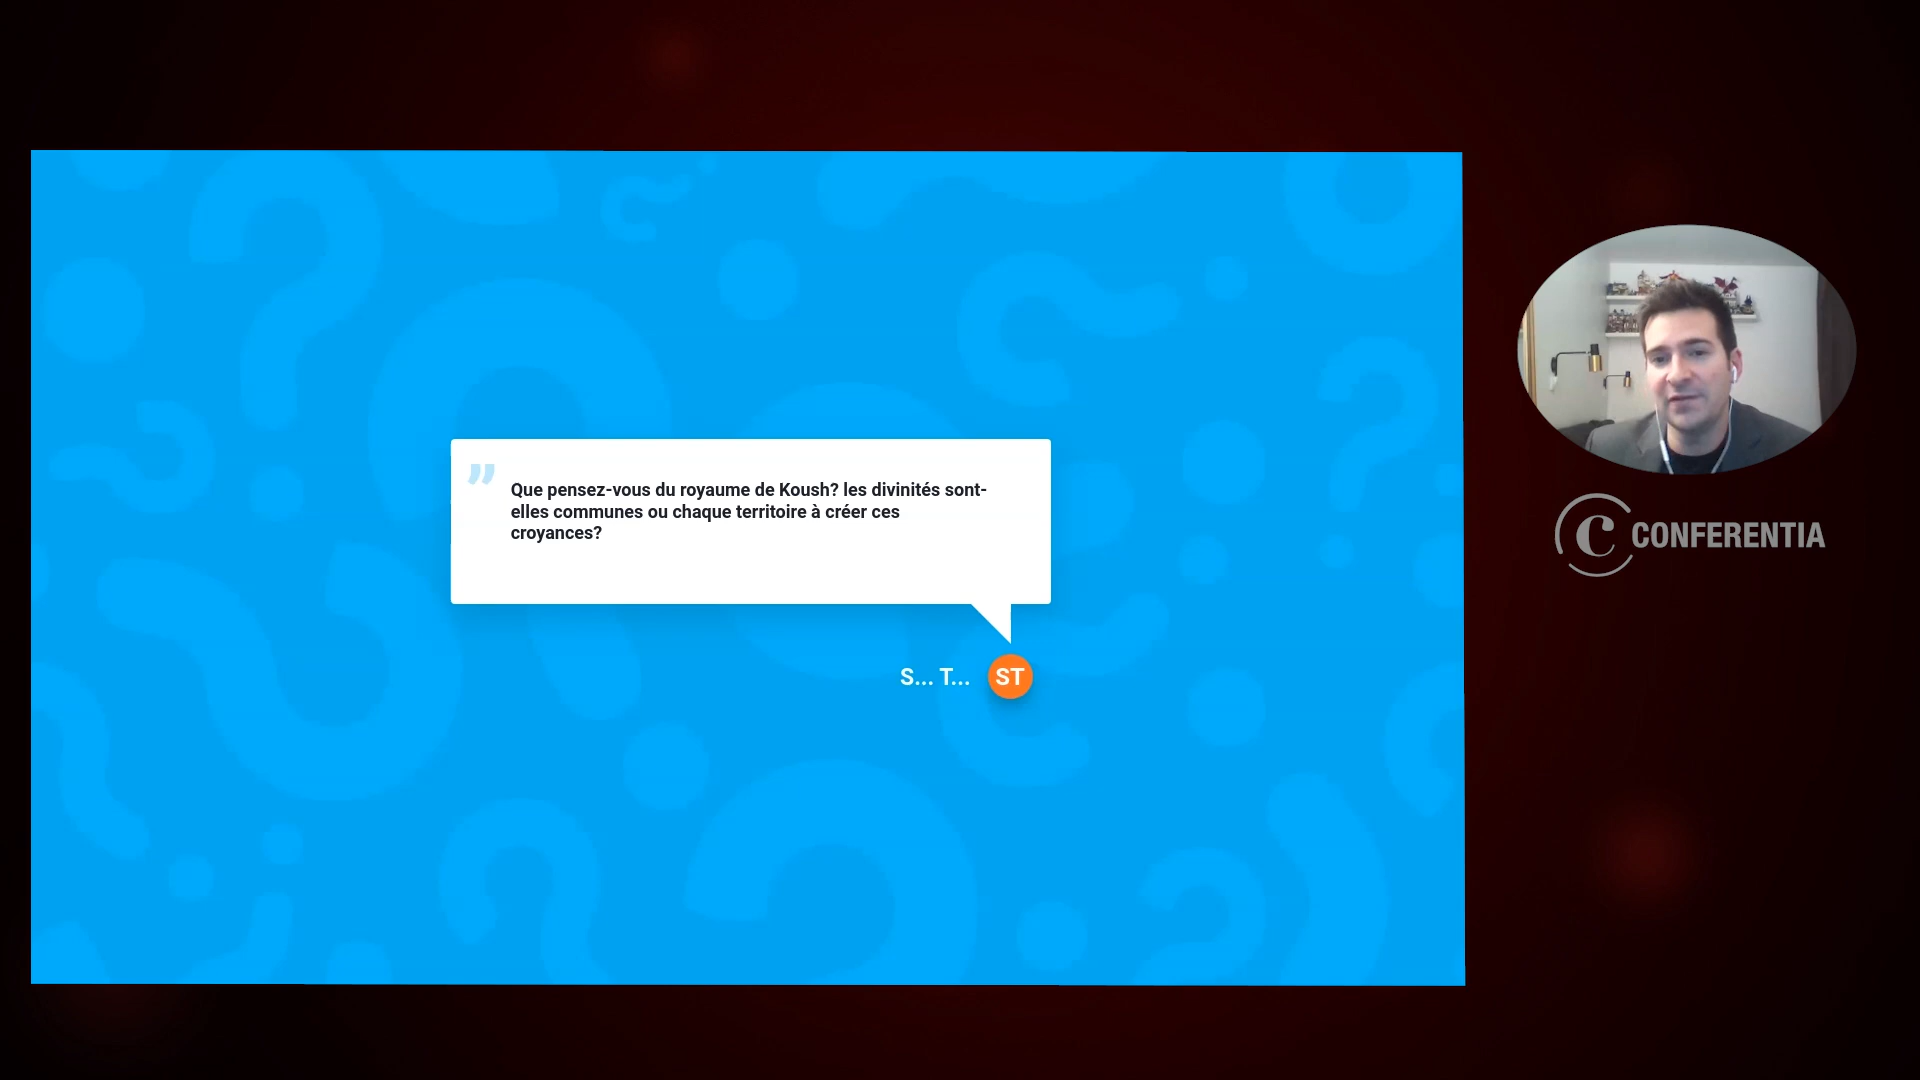 Que pensez-vous du royaume de Koush? les divinités sont-
elles communes ou chaque territoire à créer ces
croyances?
S... T...
ST
C CONFERENTIA